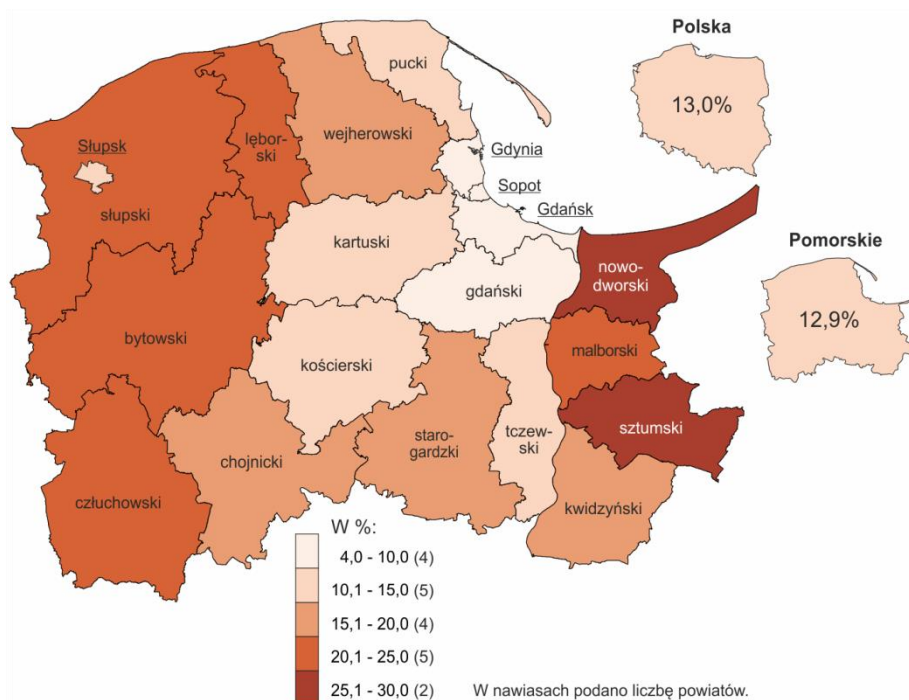 Polska
13,0%
pucki
Gdynia
lębor-
ski
wejherowski
Słupsk
Sopot
Gdańsk
słupski
kartuski
Pomorskie
nowo-
dworski
gdański
12,9%
bytowski
malborski
kościerski
staro-
gardzki
tczew-
ski
sztumski
chojnicki
człuchowski
kwidzyński
W %:
4,0 - 10,0 (4)
10,1 - 15,0 (5)
15,1 - 20,0 (4)
20,1 - 25,0 (5)
25,1 - 30,0 (2)
W nawiasach podano liczbę powiatów.